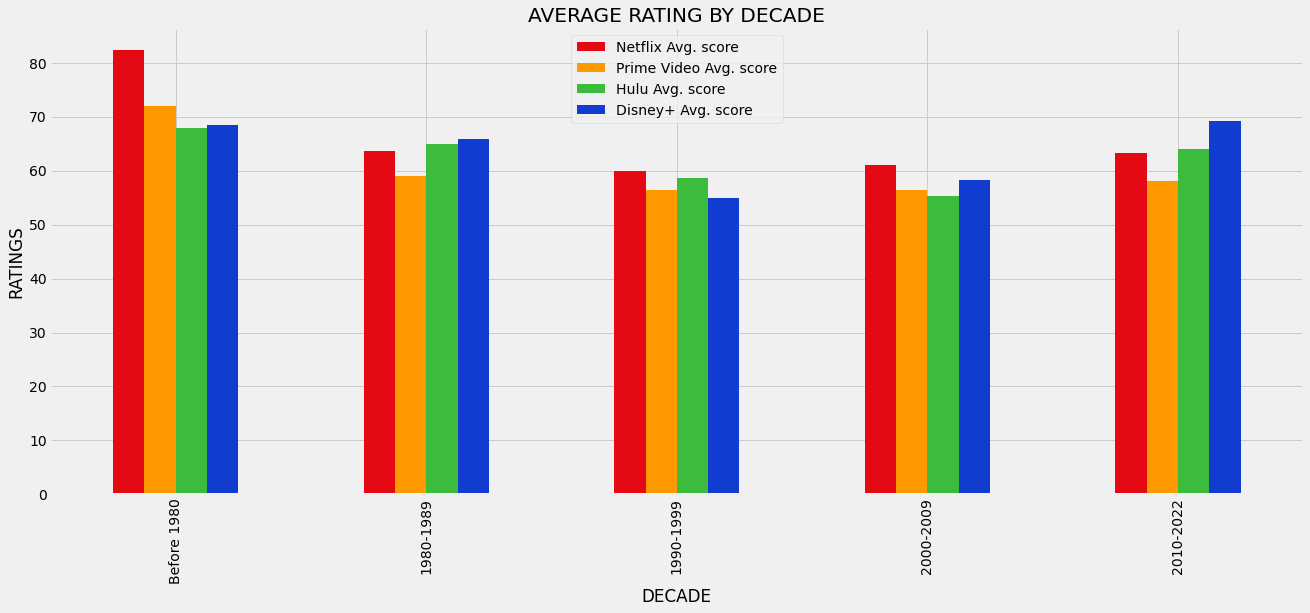 AVERAGE RATING BY DECADE
Netflix Avg. score
Prime Video Avg. score
Hulu Avg. score
Disney+ Avg. score
RATINGS
80
70
60
50
40
30
20
10
0
Before 1980
1980-1989
1990-1999
2000-2009
2010-2022
DECADE